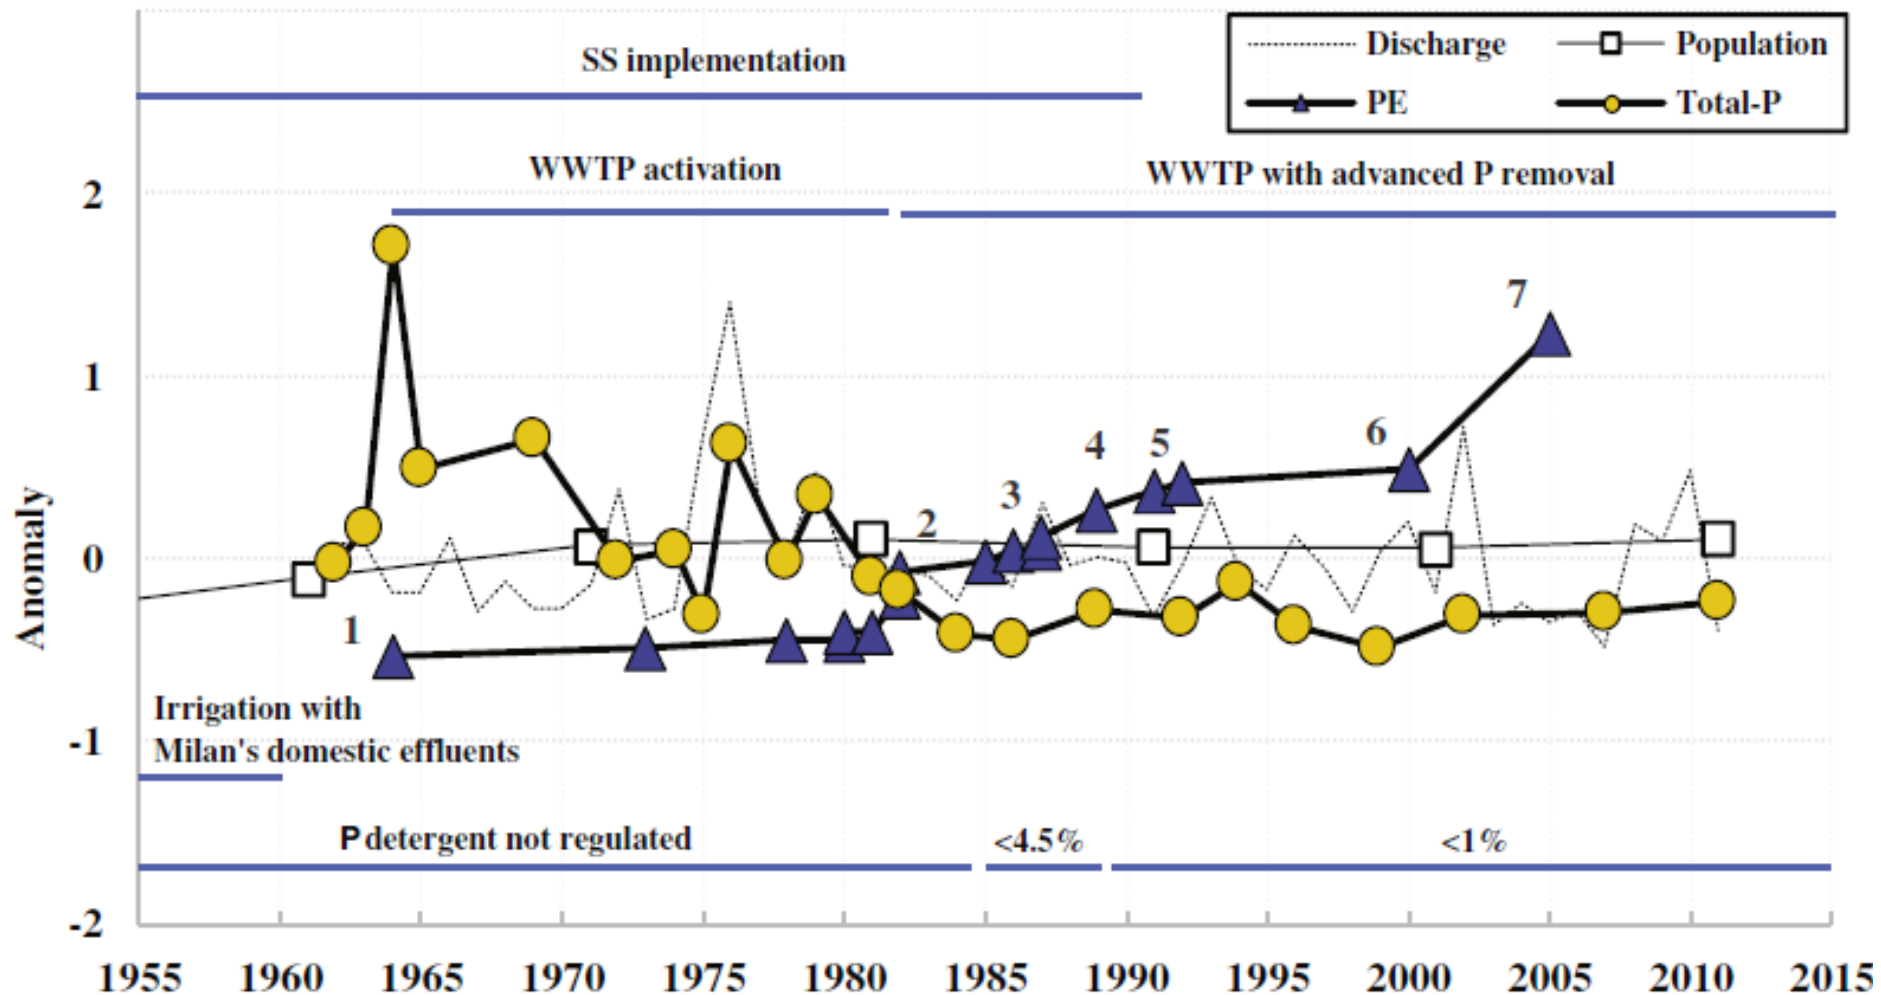 SS implementation
Discharge
Population
PE
Total-P
WWTP activation
WWTP with advanced P removal
2
1
0
-1
-2
Anomaly
1
2
3
4
5
6
7
Irrigation with
Milan's domestic effluents
P detergent not regulated
<4.5%
<1%
1955 1960 1965 1970 1975 1980 1985 1990 1995 2000 2005 2010 2015